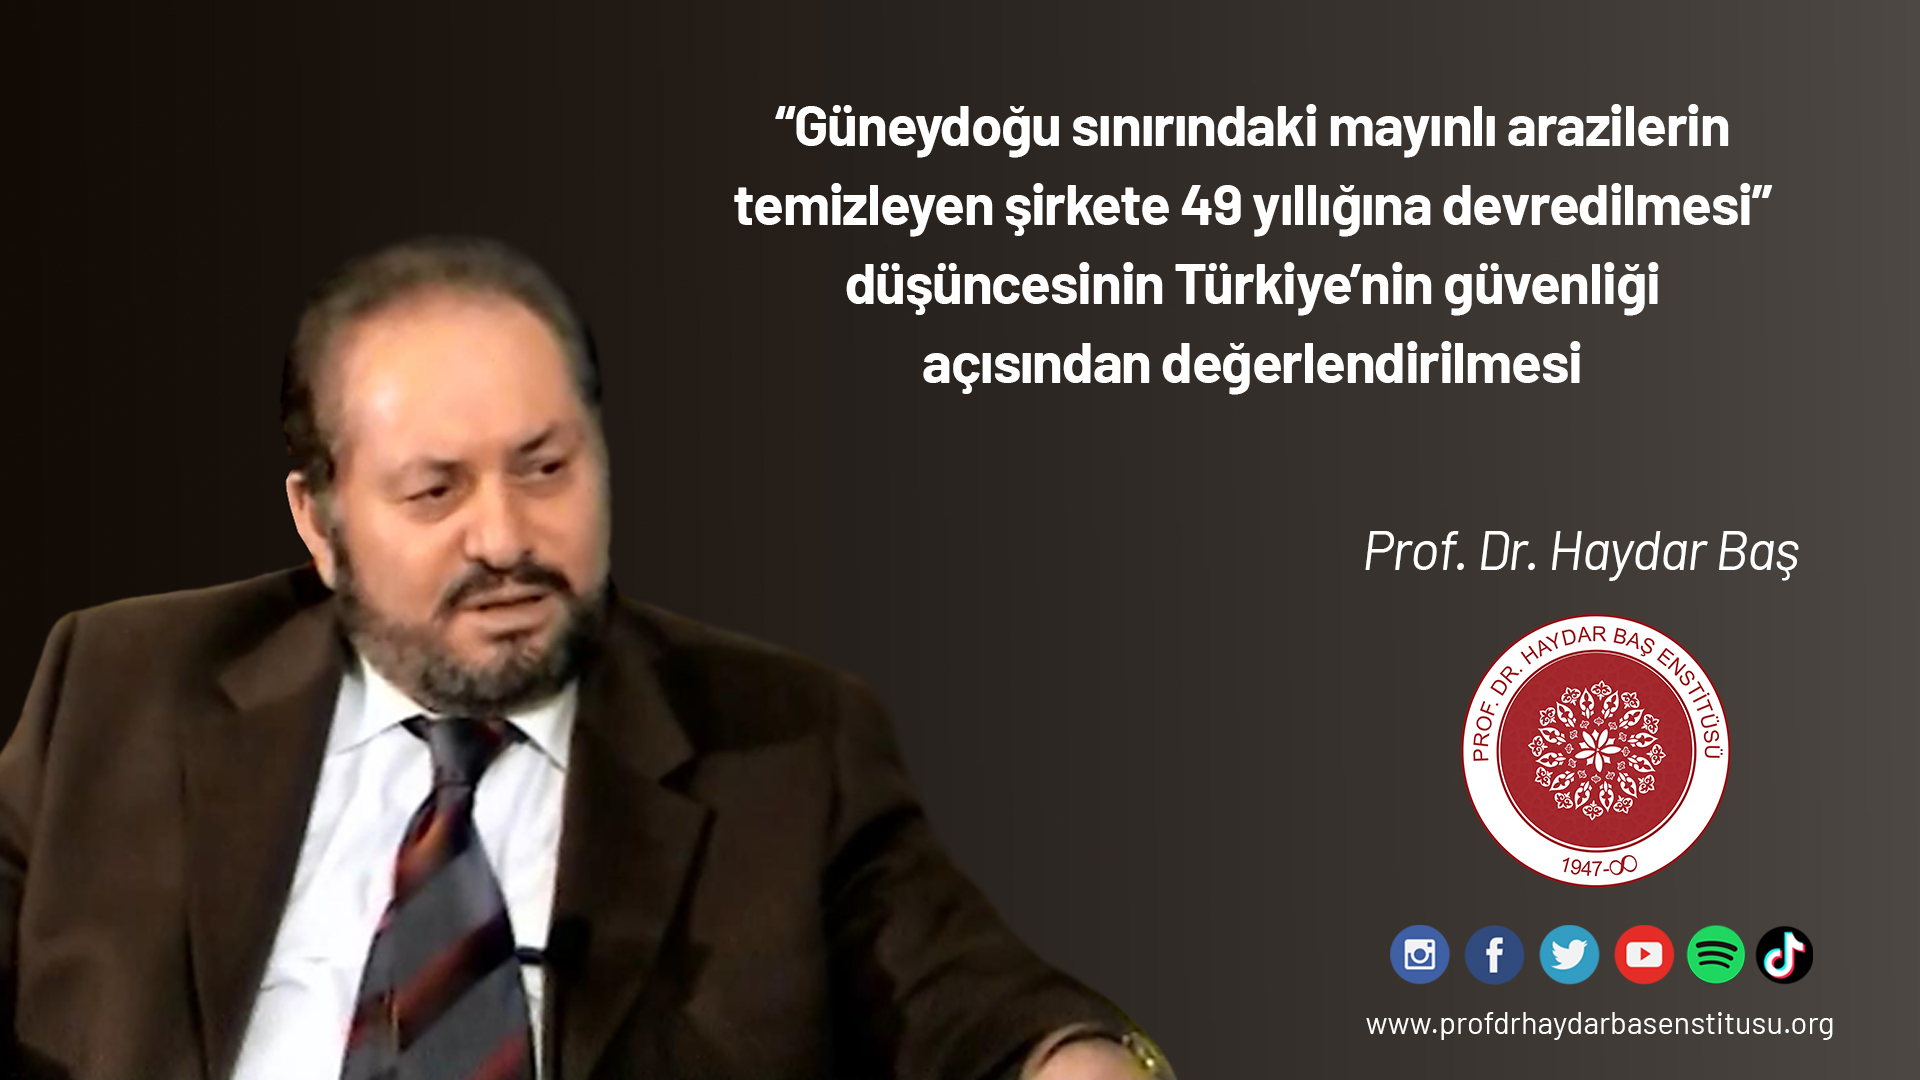 “Güneydoğu sınırındaki mayınlı arazilerin
temizleyen şirkete 49 yıllığına devredilmesi”
düşüncesinin Türkiye’nin güvenliği
açısından değerlendirilmesi
Prof. Dr. Haydar Baş
PROF. DR. HAYDAR BAŞ ENSTİTÜSÜ
1947-∞
www.profdrhaydarbasenstitusu.org